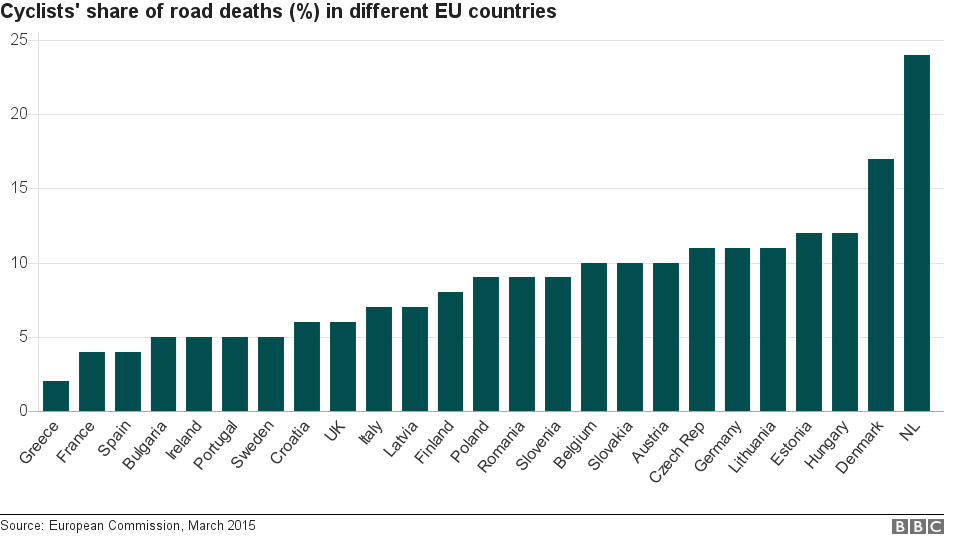 Cyclists' share of road deaths (%) in different EU countries
25
20
15
10
5
0
Greece
France
Spain
Bulgaria
Ireland
Portugal
Sweden
Croatia
UK
Italy
Latvia
Finland
Poland
Romania
Slovenia
Belgium
Slovakia
Austria
Czech Rep
Germany
Lithuania
Estonia
Hungary
Denmark
NL
Source: European Commission, March 2015
BBC